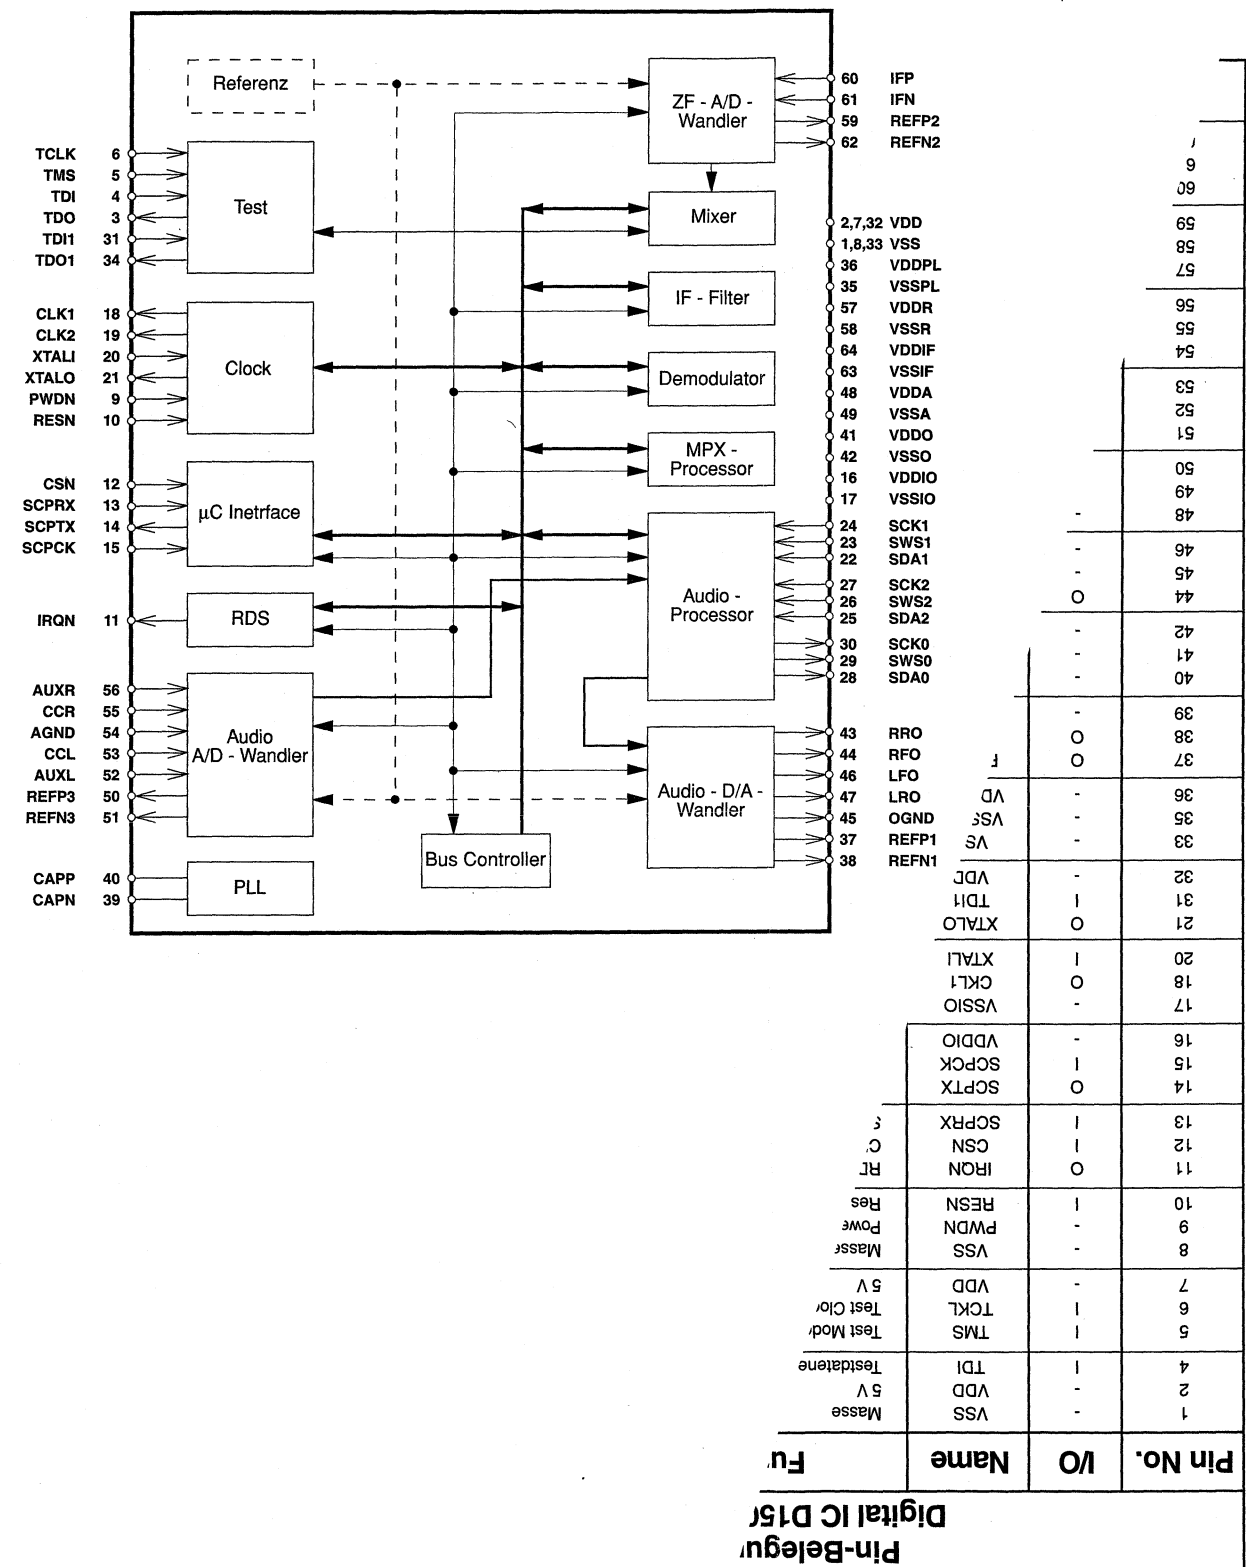 Referenz
ZF - A/D - Wandler
60 IFP
61 IFN
59 REFP2
62 REFN2
TCLK 6
TMS 5
TDI 4
TDO 3
TDI1 31
TDO1 34
Test
Mixer
2,7,32 VDD
1,8,33 VSS
36 VDDPL
35 VSSPL
57 VDDR
58 VSSR
64 VDDIF
63 VSSIF
48 VDDA
49 VSSA
41 VDDO
42 VSSO
16 VDDIO
17 VSSIO
IF - Filter
CLK1 18
CLK2 19
XTALI 20
XTALO 21
PWDN 9
RESN 10
Clock
Demodulator
MPX - Processor
CSN 12
SCPRX 13
SCPTX 14
SCPCK 15
µC Inetrface
Audio - Processor
24 SCK1
23 SWS1
22 SDA1
27 SCK2
26 SWS2
25 SDA2
30 SCK0
29 SWS0
28 SDA0
IRQN 11
RDS
AUXR 56
CCR 55
AGND 54
CCL 53
AUXL 52
REFP3 50
REFN3 51
Audio
A/D - Wandler
Audio - D/A - Wandler
43 RRO
44 RFO
46 LFO
47 LRO
45 OGND
37 REFP1
38 REFN1
Bus Controller
CAPP 40
CAPN 39
PLL
Pin-Belegu
Digital IC D15
Pin No. I/O Name Fu
1 - VSS Masse
2 - VDD 5 V
4 I TDI Testdatene
5 I TMS Test Mod
6 I TCKL Test Clo
7 - VDD 5 V
8 - VSS Masse
9 - PWDN Powe
10 I RESN Res
11 O IRQN
12 I CSN C
13 I SCPRX S
14 O SCPTX
15 I SCPCK
16 - VDDIO
17 - VSSIO
18 O CKL1
20 I XTALI
21 O XTALO
31 I TDI1
32 - VDD
33 - VS
35 - VSS
36 - VD
37 O
38 O
39 -
40 -
41 -
42 -
44 O
45 -
46 -
48 -
49
50
51
52
53
54
55
56
57
58
59
60